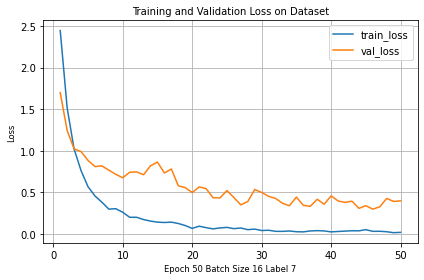 Training and Validation Loss on Dataset
train_loss
val_loss
Loss
2.5
2.0
1.5
1.0
0.5
0.0
0 10 20 30 40 50
Epoch 50 Batch Size 16 Label 7